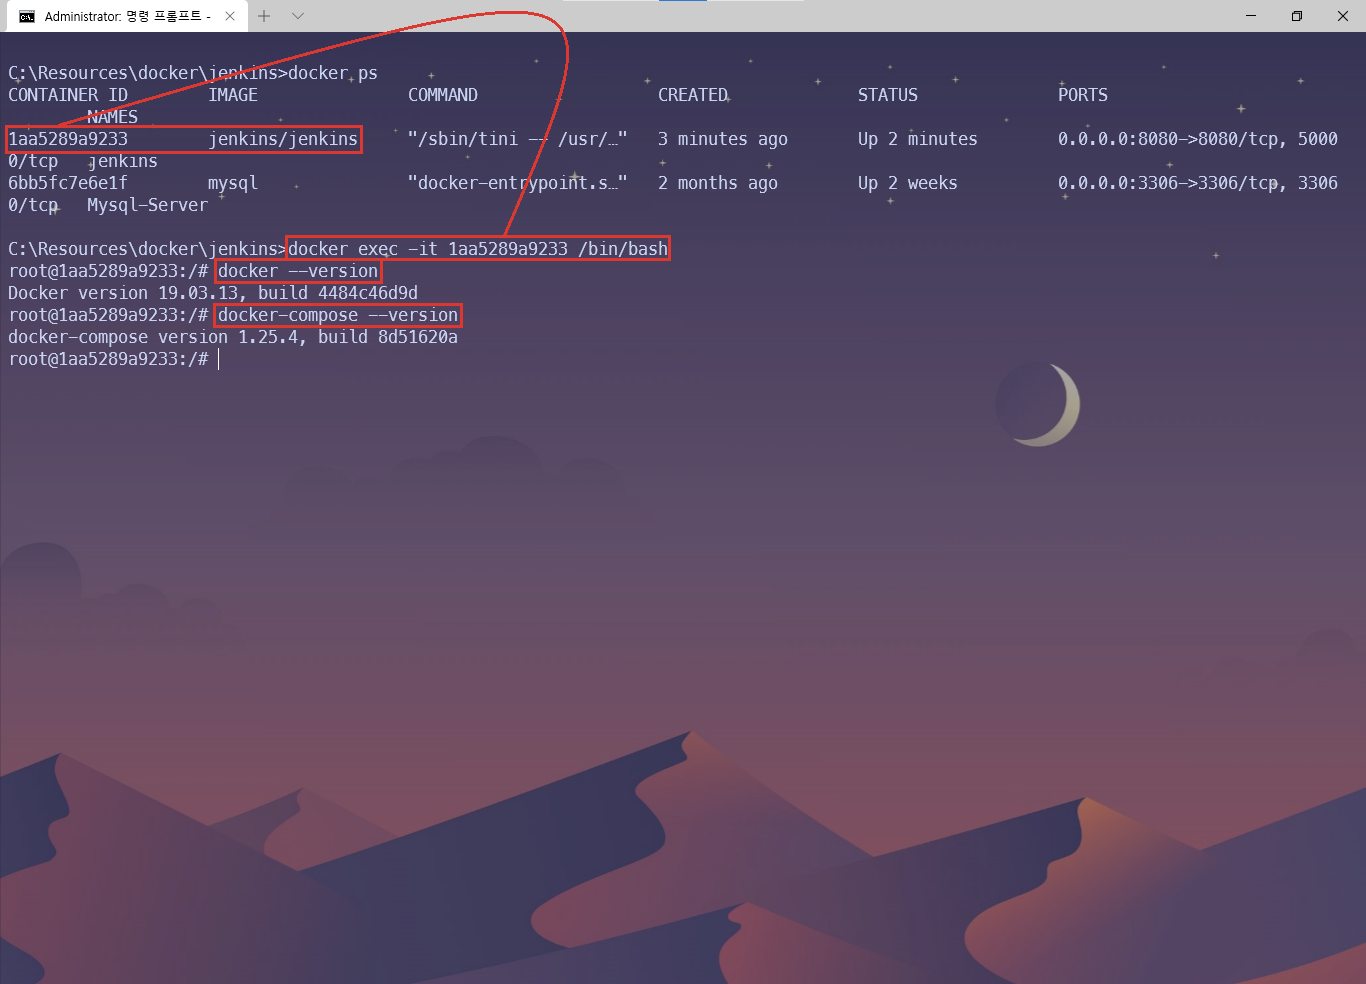 Administrator: 명령 프롬프트 -
C:\Resources\docker\jenkins>docker ps
CONTAINER ID        IMAGE               COMMAND                  CREATED             STATUS              PORTS
        NAMES
1aa5289a9233        jenkins/jenkins     "/sbin/tini -- /usr/…"   3 minutes ago       Up 2 minutes        0.0.0.0:8080->8080/tcp, 5000
0/tcp   jenkins
6bb5fc7e6e1f        mysql               "docker-entrypoint.s…"   2 months ago        Up 2 weeks          0.0.0.0:3306->3306/tcp, 3306
0/tcp   Mysql-Server
C:\Resources\docker\jenkins>docker exec -it 1aa5289a9233 /bin/bash
root@1aa5289a9233:/# docker --version
Docker version 19.03.13, build 4484c46d9d
root@1aa5289a9233:/# docker-compose --version
docker-compose version 1.25.4, build 8d51620a
root@1aa5289a9233:/#